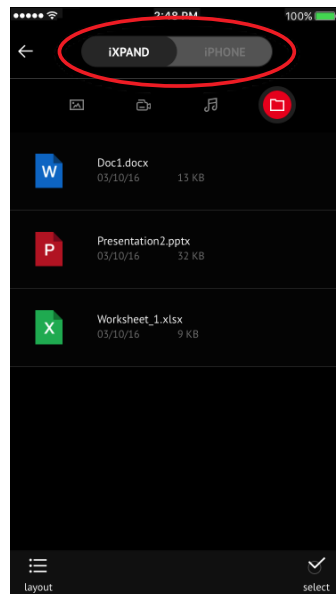 2:48 PM 100%
iXPAND iPHONE
W Doc1.docx
03/10/16 13 KB
P Presentation2.pptx
03/10/16 32 KB
X Worksheet_1.xlsx
03/10/16 9 KB
layout select